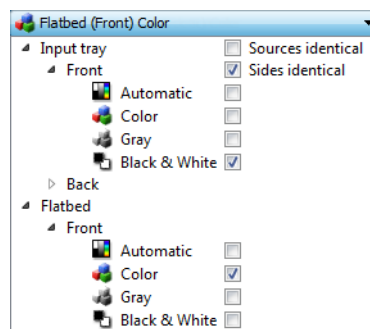 Flatbed (Front) Color
Input tray Sources identical
Front Sides identical
Automatic
Color
Gray
Black & White
Back
Flatbed
Front
Automatic
Color
Gray
Black & White